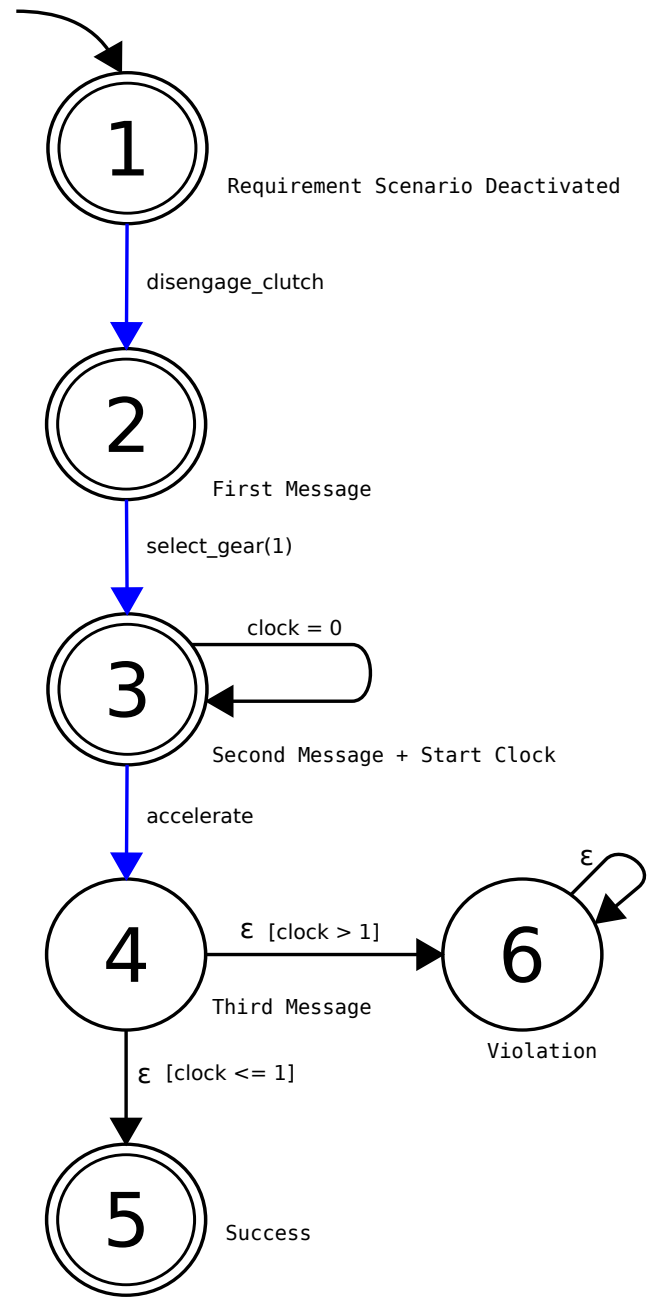 1
Requirement Scenario Deactivated
disengage_clutch
2
First Message
select_gear(1)
clock = 0
3
Second Message + Start Clock
accelerate
ε
4
ε [clock > 1]
6
Third Message
Violation
ε [clock <= 1]
5
Success